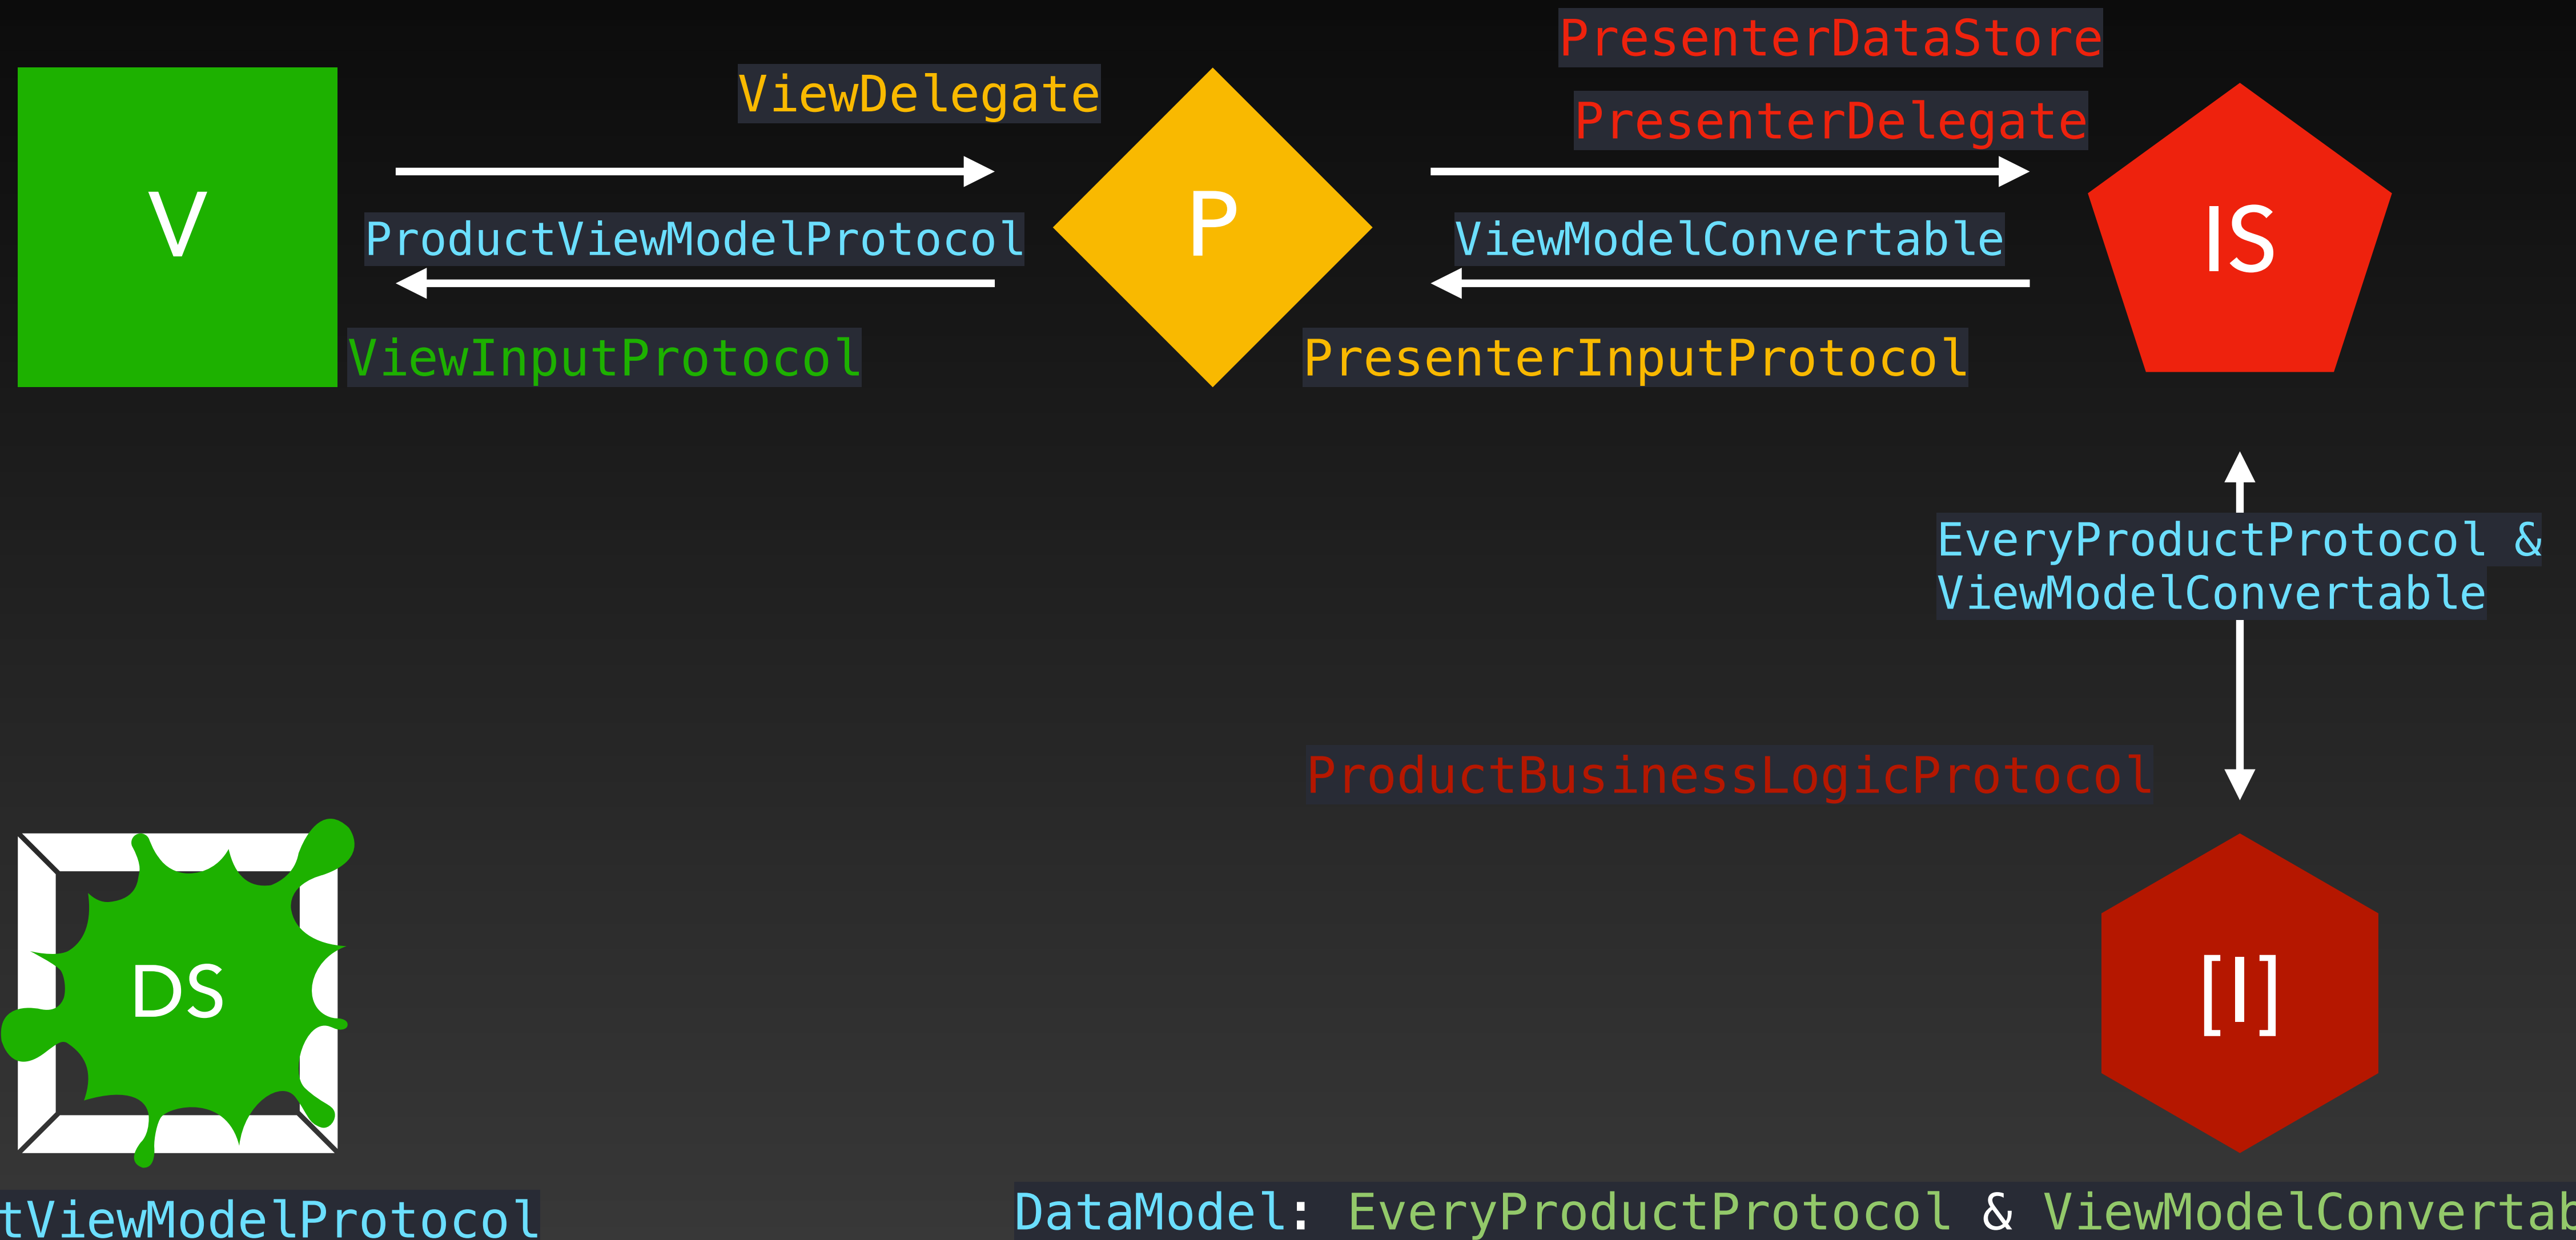 PresenterDataStore
ViewDelegate
PresenterDelegate
V
P
IS
ProductViewModelProtocol
ViewModelConvertable
ViewInputProtocol
PresenterInputProtocol
EveryProductProtocol &
ViewModelConvertable
ProductBusinessLogicProtocol
DS
[I]
tViewModelProtocol
DataModel: EveryProductProtocol & ViewModelConvertab